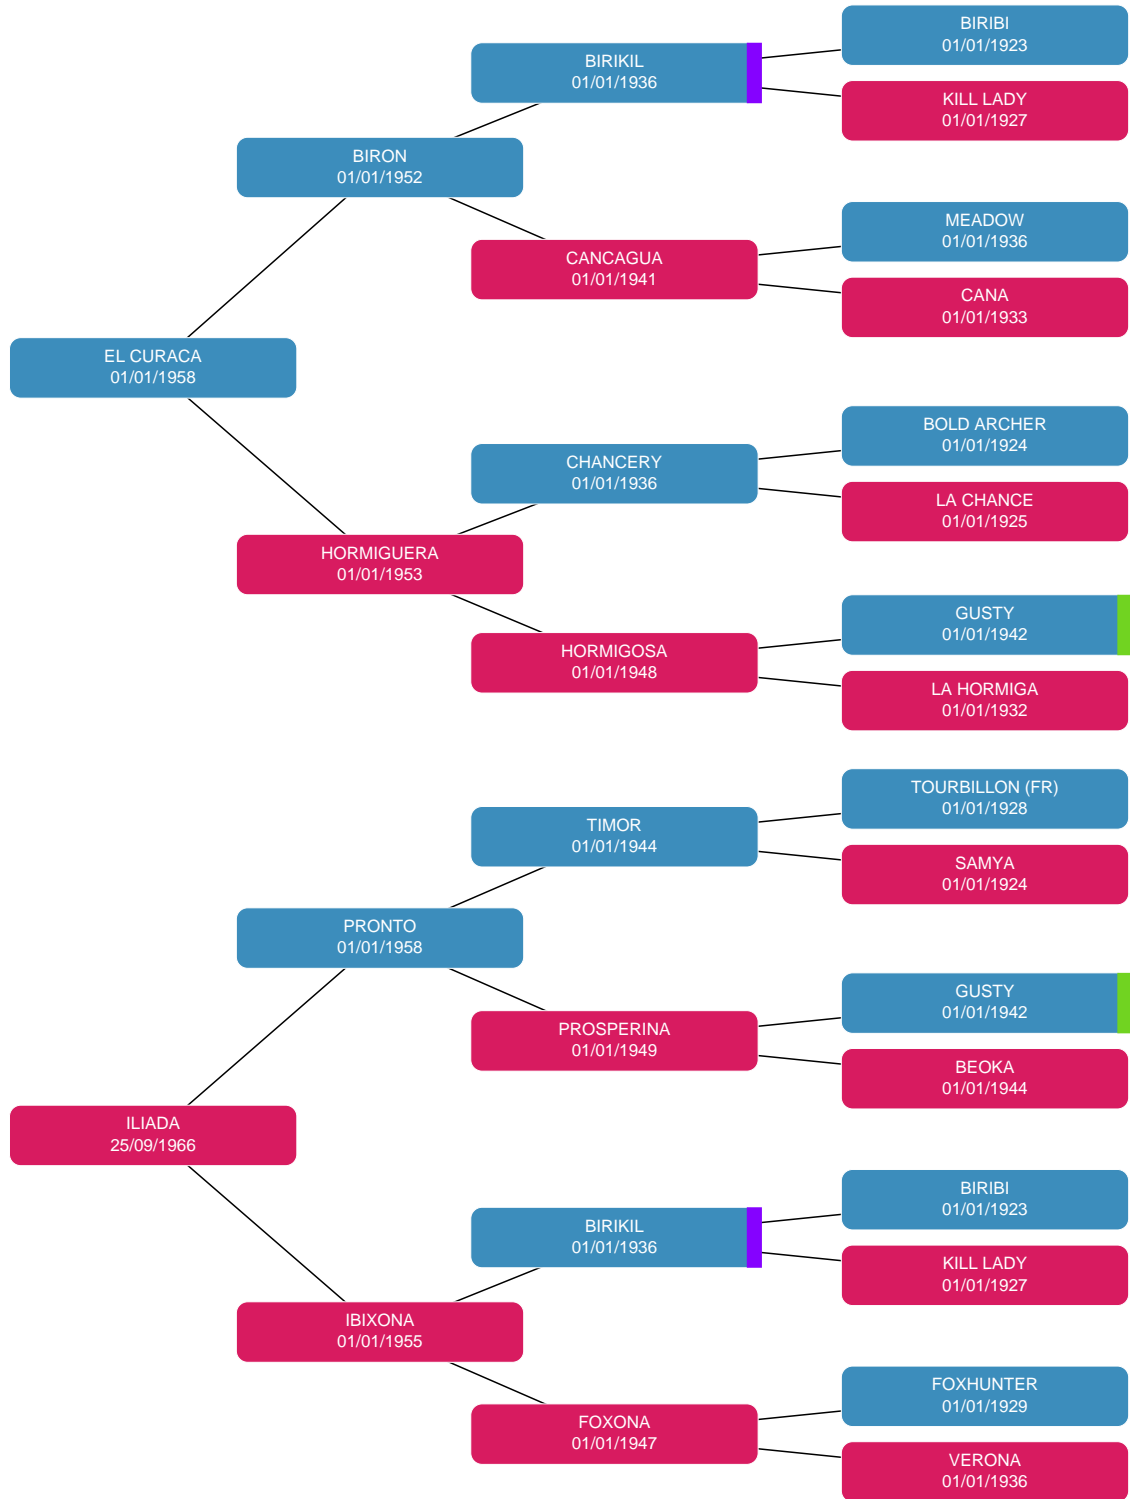 BIRIBI
01/01/1923
BIRIKIL
01/01/1936
KILL LADY
01/01/1927
BIRON
01/01/1952
MEADOW
01/01/1936
CANCAGUA
01/01/1941
CANA
01/01/1933
EL CURACA
01/01/1958
BOLD ARCHER
01/01/1924
CHANCERY
01/01/1936
LA CHANCE
01/01/1925
HORMIGUERA
01/01/1953
GUSTY
01/01/1942
HORMIGOSA
01/01/1948
LA HORMIGA
01/01/1932
TOURBILLON (FR)
01/01/1928
TIMOR
01/01/1944
SAMYA
01/01/1924
PRONTO
01/01/1958
GUSTY
01/01/1942
PROSPERINA
01/01/1949
BEOKA
01/01/1944
ILIADA
25/09/1966
BIRIBI
01/01/1923
BIRIKIL
01/01/1936
KILL LADY
01/01/1927
IBIXONA
01/01/1955
FOXHUNTER
01/01/1929
FOXONA
01/01/1947
VERONA
01/01/1936